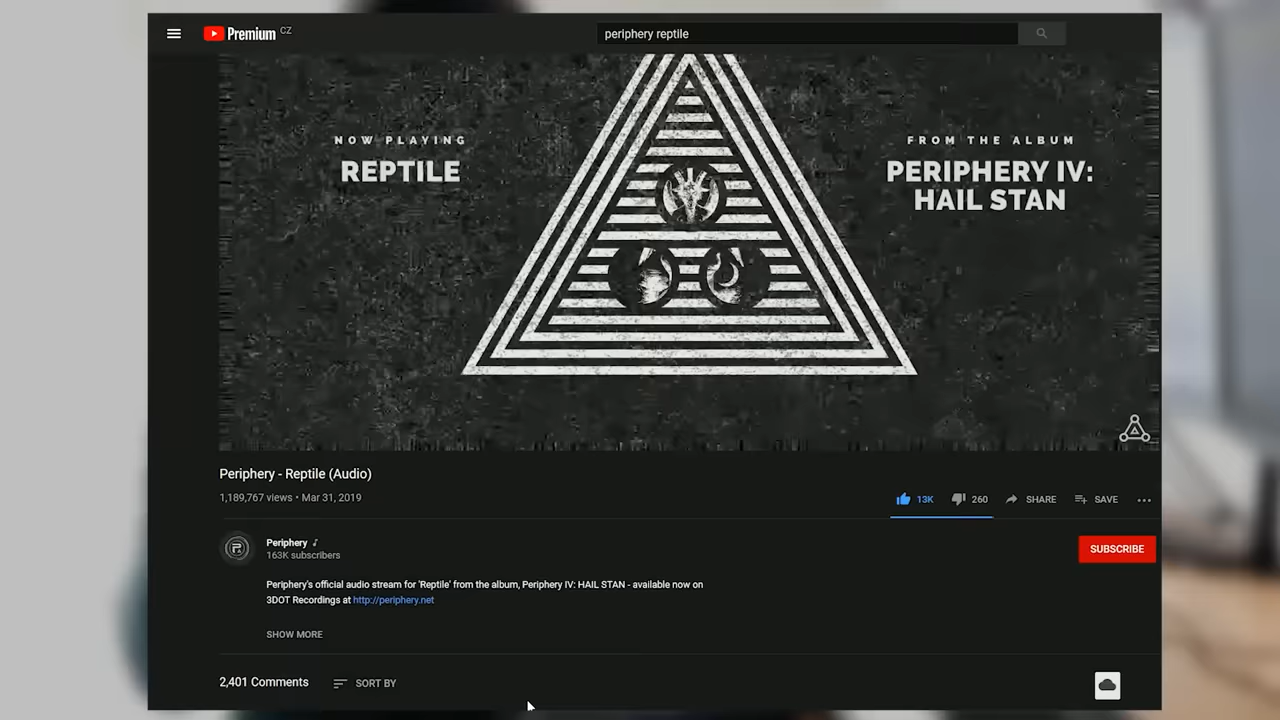 Premium CZ
periphery reptile
NOW PLAYING
REPTILE
FROM THE ALBUM
PERIPHERY IV:
HAIL STAN
Periphery - Reptile (Audio)
1,189,767 views • Mar 31, 2019
13K
260
SHARE
SAVE
Periphery
163K subscribers
SUBSCRIBE
Periphery's official audio stream for 'Reptile' from the album, Periphery IV: HAIL STAN - available now on
3DOT Recordings at http://periphery.net
SHOW MORE
2,401 Comments
SORT BY